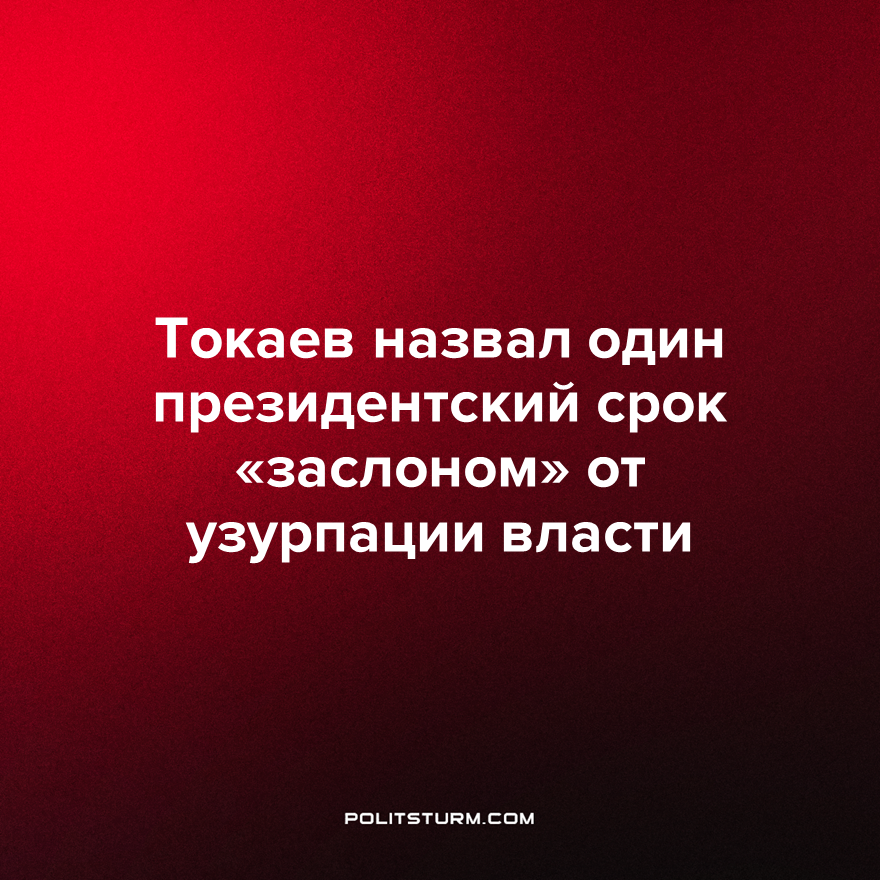 Токаев назвал один
президентский срок
«заслоном» от
узурпации власти
POLITSTURM.COM